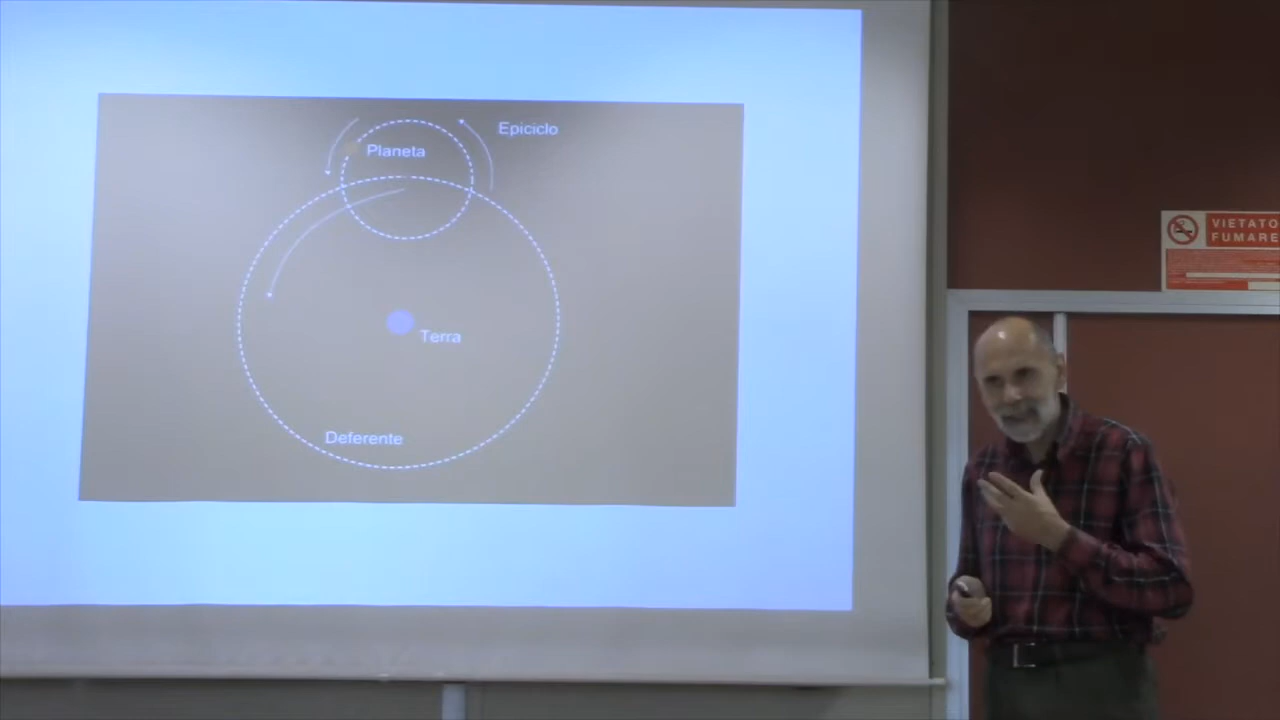 Epiciclo
Planeta
Terra
Deferente
VIETATO
FUMARE